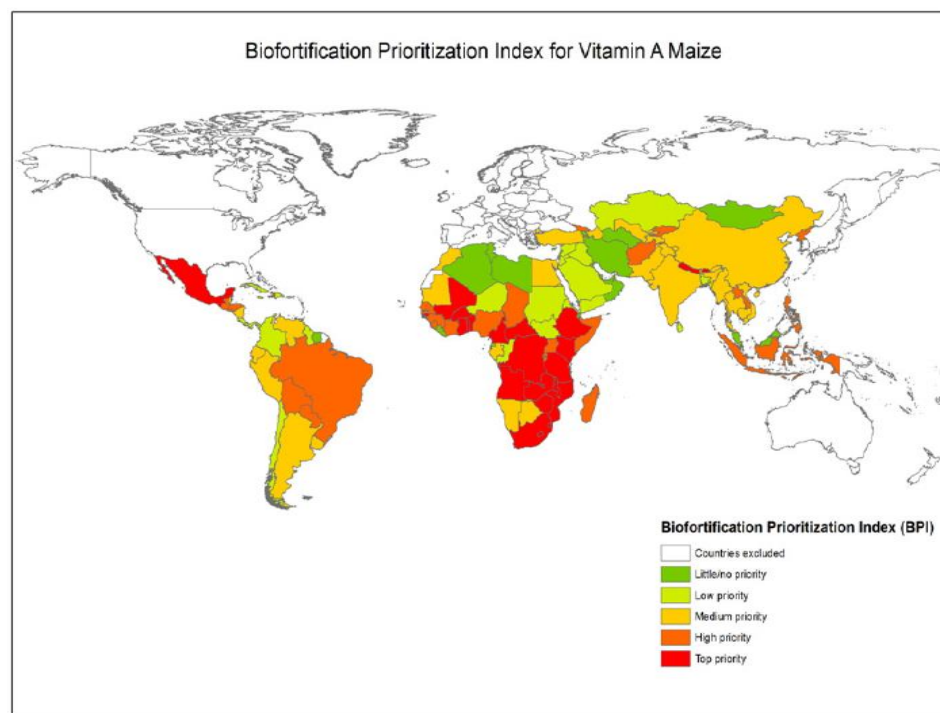 Biofortification Prioritization Index for Vitamin A Maize
Biofortification Prioritization Index (BPI)
Countries excluded
Little/no priority
Low priority
Medium priority
High priority
Top priority